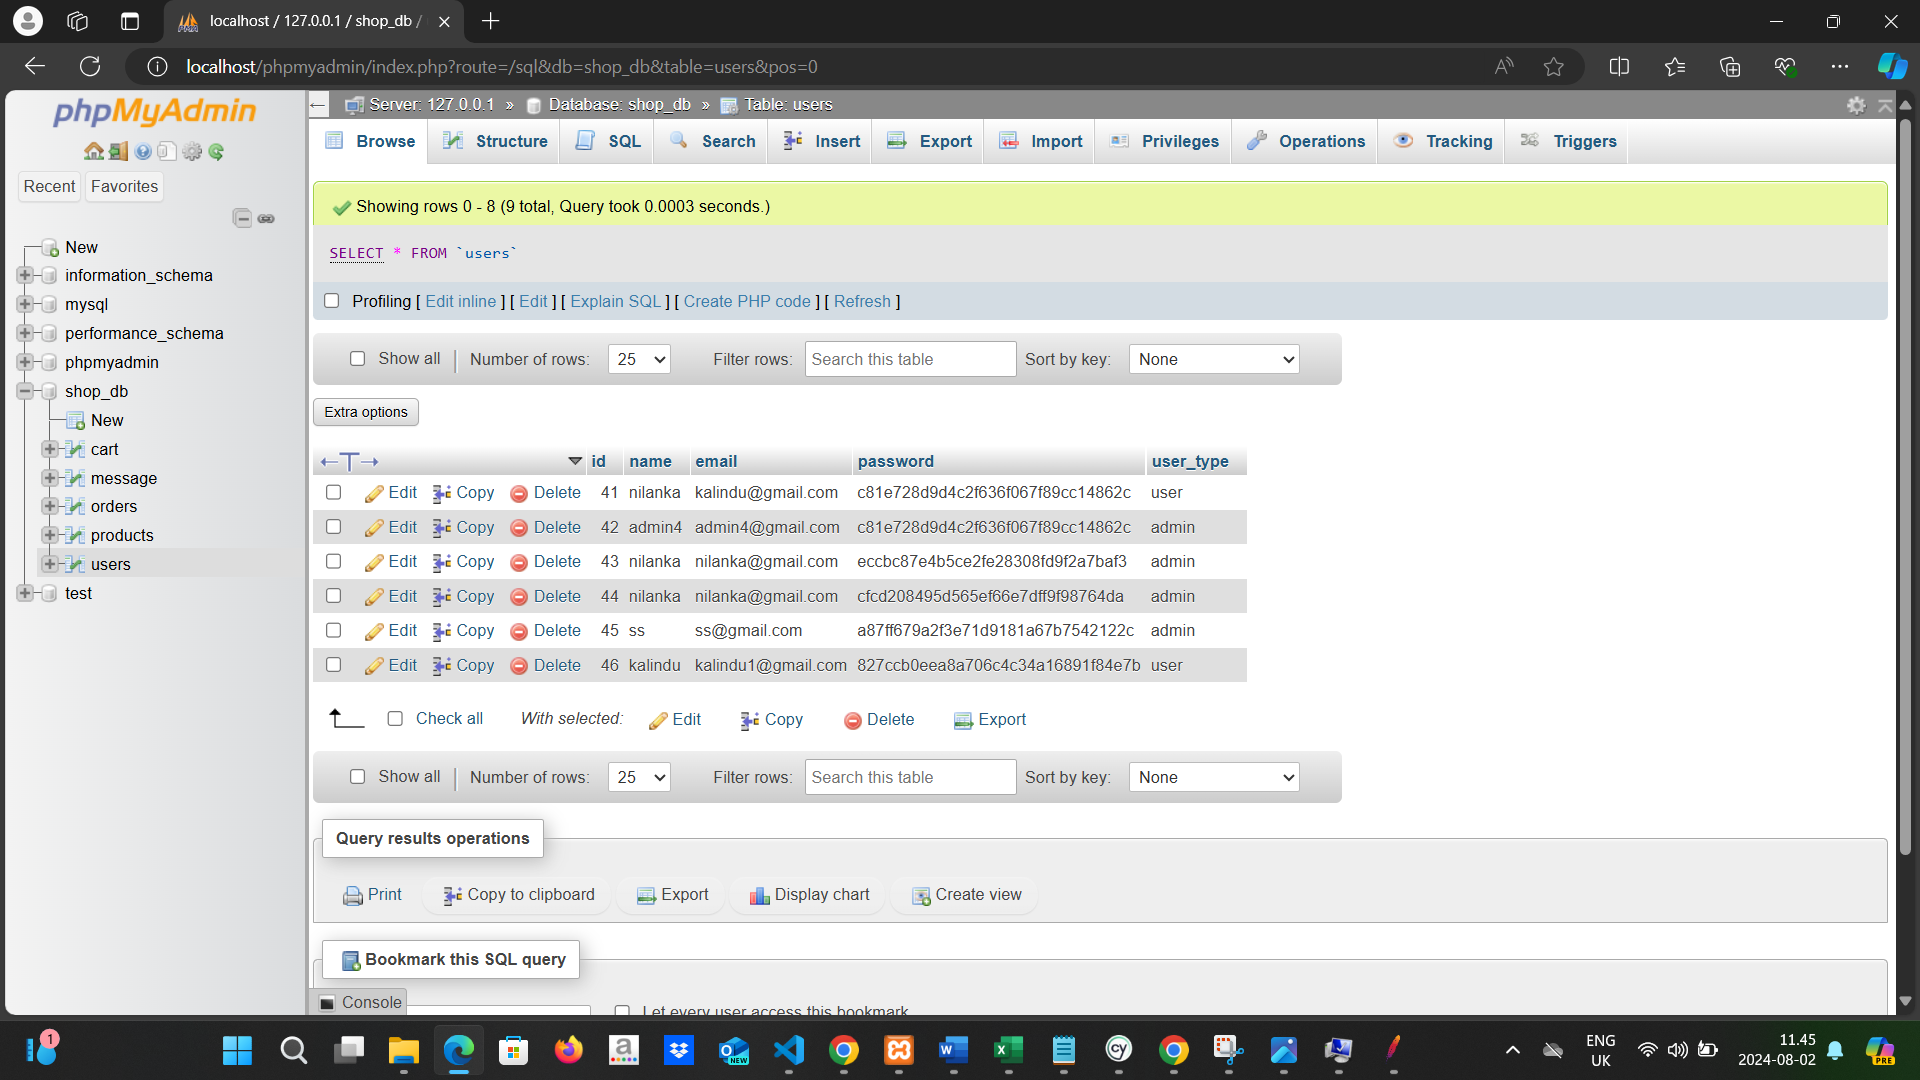 localhost / 127.0.0.1 / shop_db /
localhost/phpmyadmin/index.php?route=/sql&db=shop_db&table=users&pos=0
phpMyAdmin
Recent Favorites
New
information_schema
mysql
performance_schema
phpmyadmin
shop_db
New
cart
message
orders
products
users
test
Server: 127.0.0.1 » Database: shop_db » Table: users
Browse Structure SQL Search Insert Export Import Privileges Operations Tracking Triggers
Showing rows 0 - 8 (9 total, Query took 0.0003 seconds.)
SELECT * FROM `users`
Profiling [ Edit inline ] [ Edit ] [ Explain SQL ] [ Create PHP code ] [ Refresh ]
Show all | Number of rows: 25 Filter rows: Search this table Sort by key: None
Extra options
id name email password user_type
Edit Copy Delete 41 nilanka kalindu@gmail.com c81e728d9d4c2f636f067f89cc14862c user
Edit Copy Delete 42 admin4 admin4@gmail.com c81e728d9d4c2f636f067f89cc14862c admin
Edit Copy Delete 43 nilanka nilanka@gmail.com eccbc87e4b5ce2fe28308fd9f2a7baf3 admin
Edit Copy Delete 44 nilanka nilanka@gmail.com cfcd208495d565ef66e7dff9f98764da admin
Edit Copy Delete 45 ss ss@gmail.com a87ff679a2f3e71d9181a67b7542122c admin
Edit Copy Delete 46 kalindu kalindu1@gmail.com 827ccb0eea8a706c4c34a16891f84e7b user
Check all With selected: Edit Copy Delete Export
Show all | Number of rows: 25 Filter rows: Search this table Sort by key: None
Query results operations
Print Copy to clipboard Export Display chart Create view
Bookmark this SQL query
Console
Let every user access this bookmark
1
NEW
ENG
UK
11.45
2024-08-02
PRE